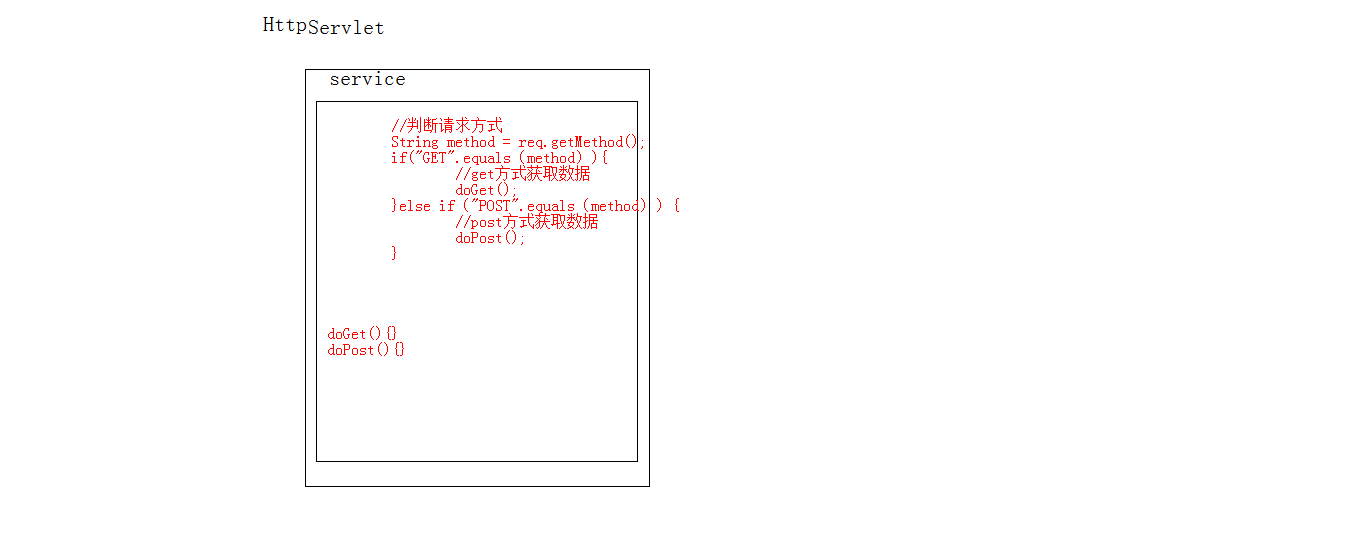 HttpServlet
service
//判断请求方式
String method = req.getMethod();
if("GET".equals(method) ){
//get方式获取数据
doGet();
}else if ("POST".equals(method) ) {
//post方式获取数据
doPost();
}
doGet(){}
doPost(){}